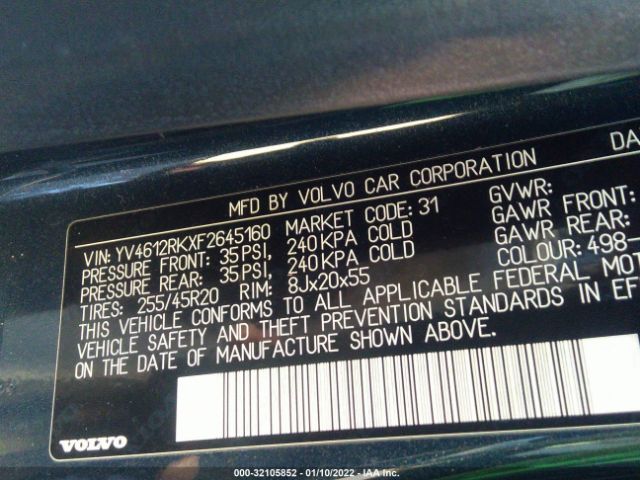 MFD BY VOLVO CAR CORPORATION DA
VIN: YV4612RKXF2645160 MARKET CODE: 31 GVWR:
PRESSURE FRONT: 35PSI, 240KPA COLD GAWR FRONT:
PRESSURE REAR: 35PSI, 240KPA COLD GAWR REAR:
TIRES: 255/45R20 RIM: 8Jx20x55 COLOUR: 498-
THIS VEHICLE CONFORMS TO ALL APPLICABLE FEDERAL MOT
VEHICLE SAFETY AND THEFT PREVENTION STANDARDS IN EFF
ON THE DATE OF MANUFACTURE SHOWN ABOVE.
VOLVO
000-32105852 - 01/10/2022 - IAA Inc.